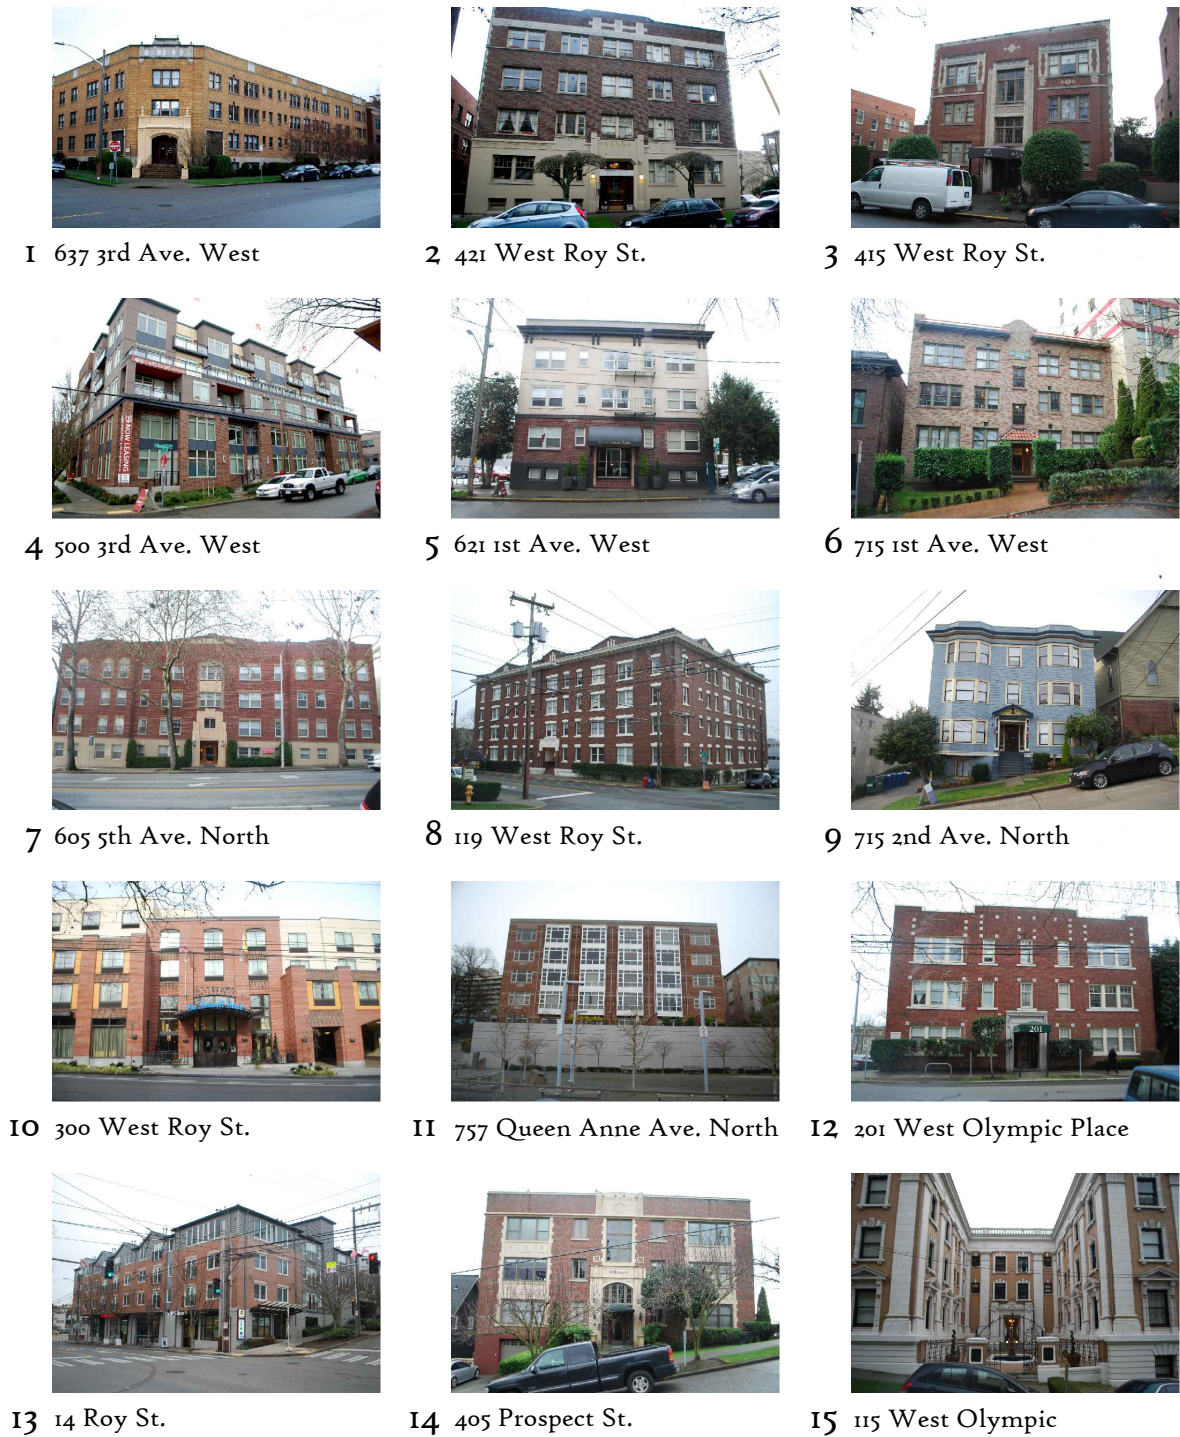 1 637 3rd Ave. West
2 421 West Roy St.
3 415 West Roy St.
NOW LEASING
4 500 3rd Ave. West
5 621 1st Ave. West
6 715 1st Ave. West
7 605 5th Ave. North
8 119 West Roy St.
9 715 2nd Ave. North
201
10 300 West Roy St.
11 757 Queen Anne Ave. North
12 201 West Olympic Place
13 14 Roy St.
14 405 Prospect St.
15 115 West Olympic